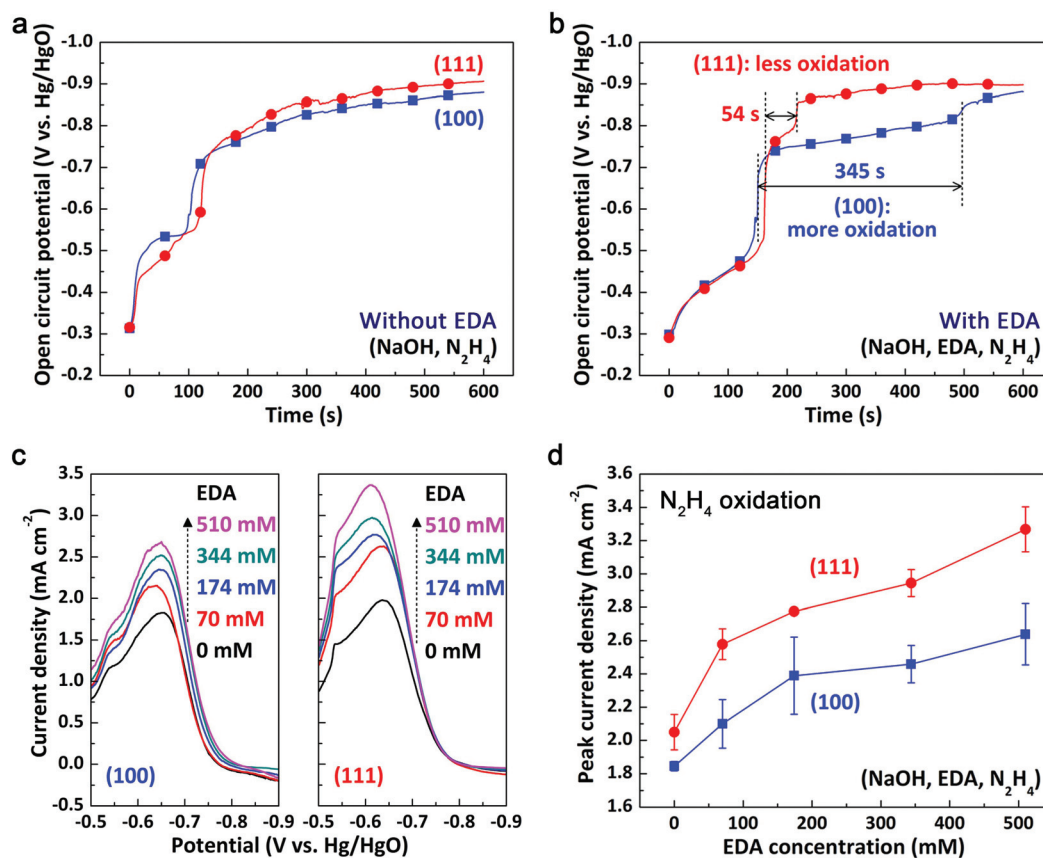 a
Open circuit potential (V vs. Hg/HgO)
-1.0
-0.9
-0.8
-0.7
-0.6
-0.5
-0.4
-0.3
-0.2
(111)
(100)
Without EDA
(NaOH, N₂H₄)
0 100 200 300 400 500 600
Time (s)
b
Open circuit potential (V vs. Hg/HgO)
-1.0
-0.9
-0.8
-0.7
-0.6
-0.5
-0.4
-0.3
-0.2
(111): less oxidation
54 s
345 s
(100):
more oxidation
With EDA
(NaOH, EDA, N₂H₄)
0 100 200 300 400 500 600
Time (s)
c
Current density (mA cm⁻²)
3.5
3.0
2.5
2.0
1.5
1.0
0.5
0.0
-0.5
EDA
510 mM
344 mM
174 mM
70 mM
0 mM
(100)
-0.5 -0.6 -0.7 -0.8 -0.9
EDA
510 mM
344 mM
174 mM
70 mM
0 mM
(111)
-0.5 -0.6 -0.7 -0.8 -0.9
Potential (V vs. Hg/HgO)
d
Peak current density (mA cm⁻²)
3.6
3.4
3.2
3.0
2.8
2.6
2.4
2.2
2.0
1.8
1.6
N₂H₄ oxidation
(111)
(100)
(NaOH, EDA, N₂H₄)
0 100 200 300 400 500
EDA concentration (mM)